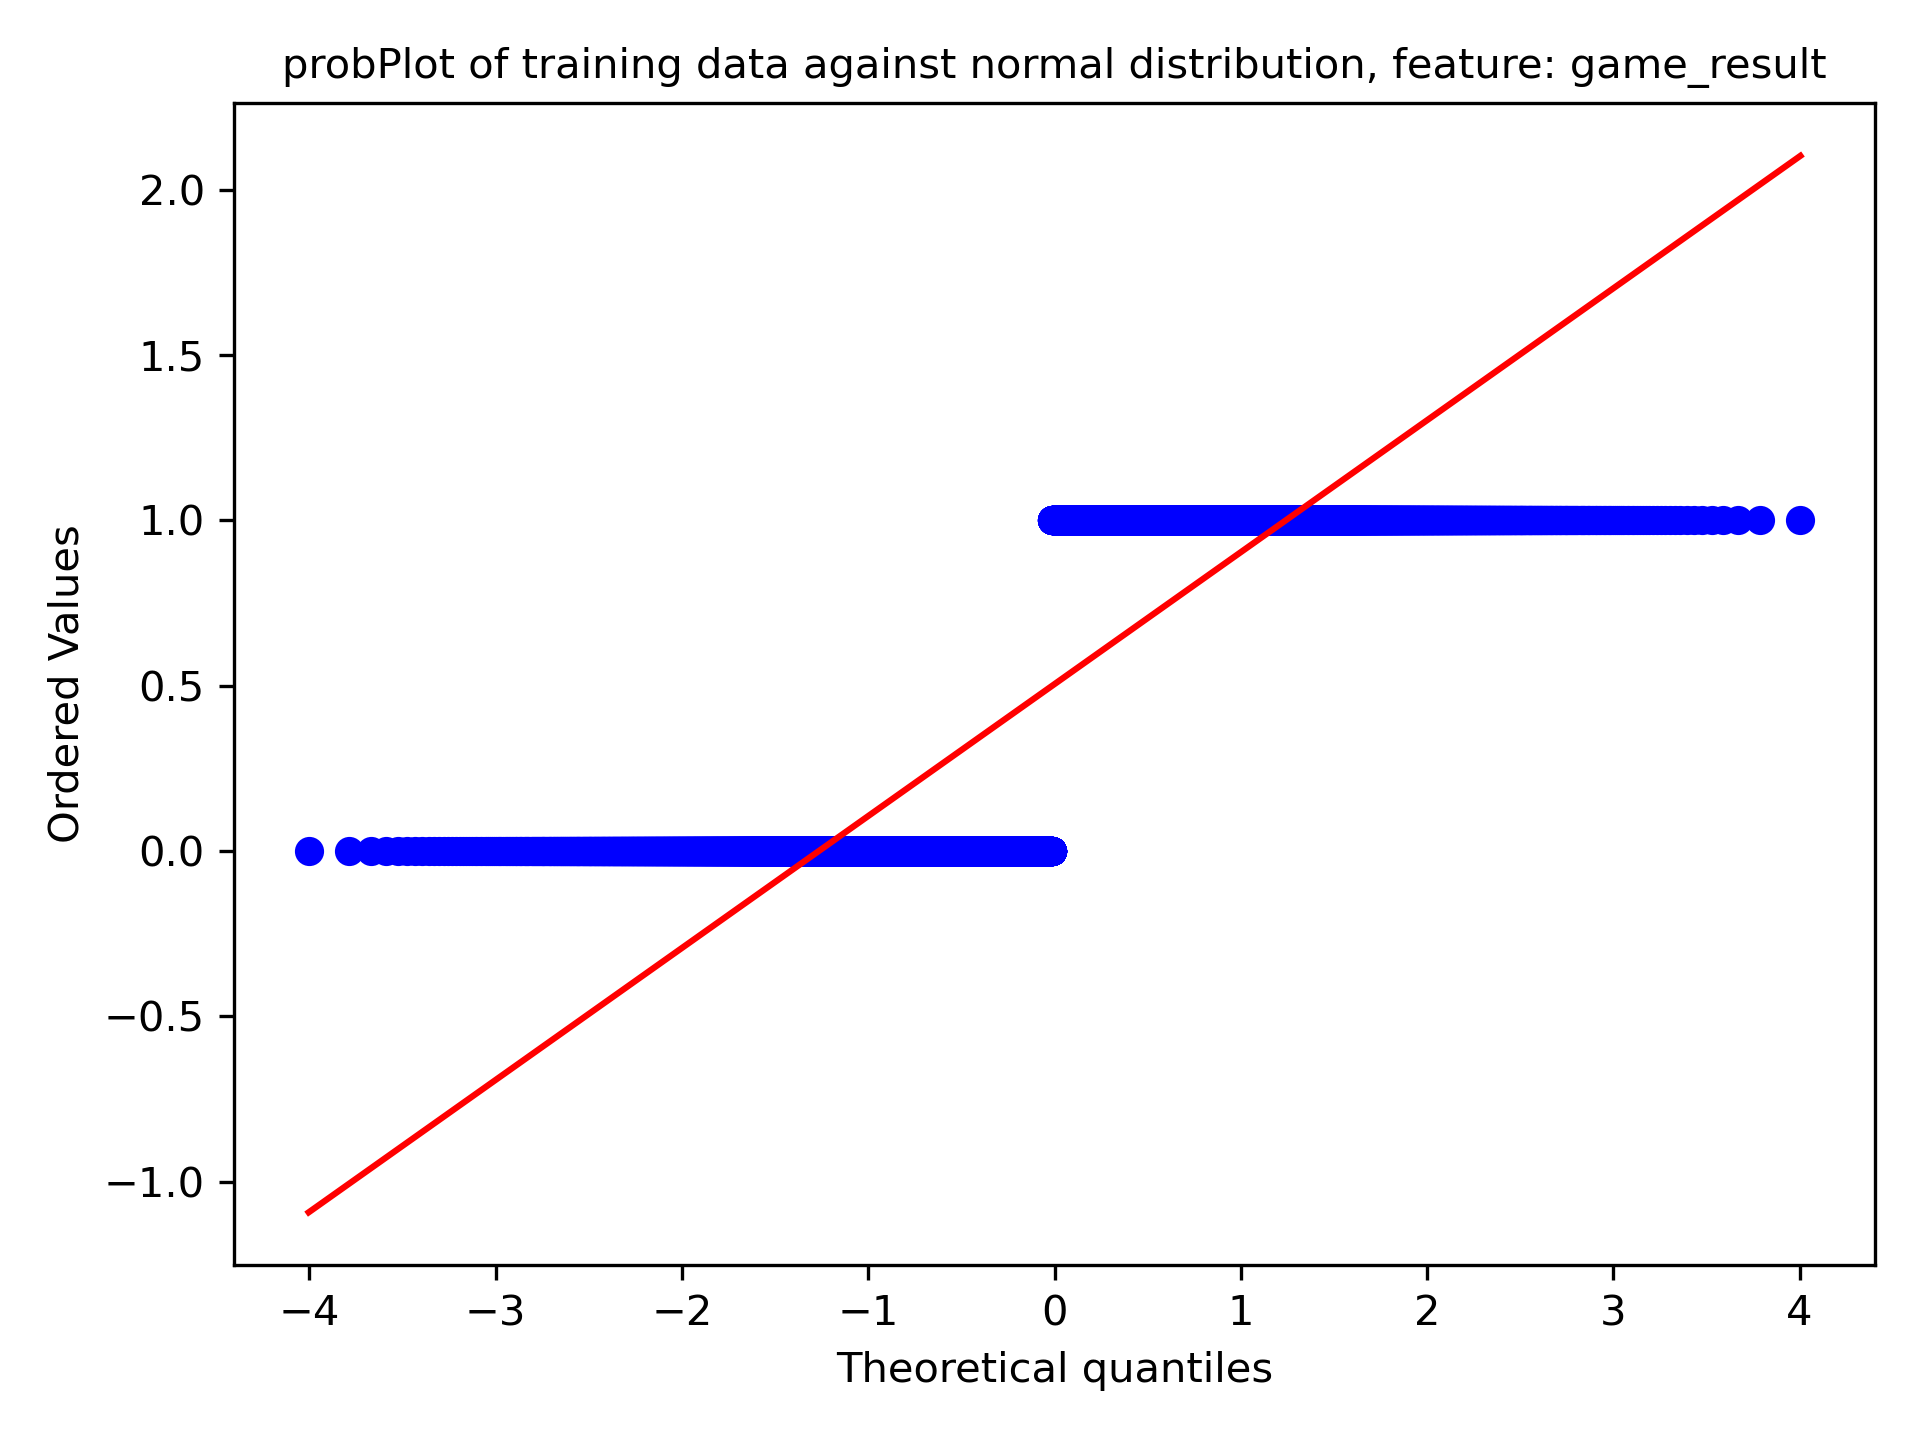 probPlot of training data against normal distribution, feature: game_result
2.0
1.5
1.0
0.5
0.0
−0.5
−1.0
Ordered Values
−4 −3 −2 −1 0 1 2 3 4
Theoretical quantiles